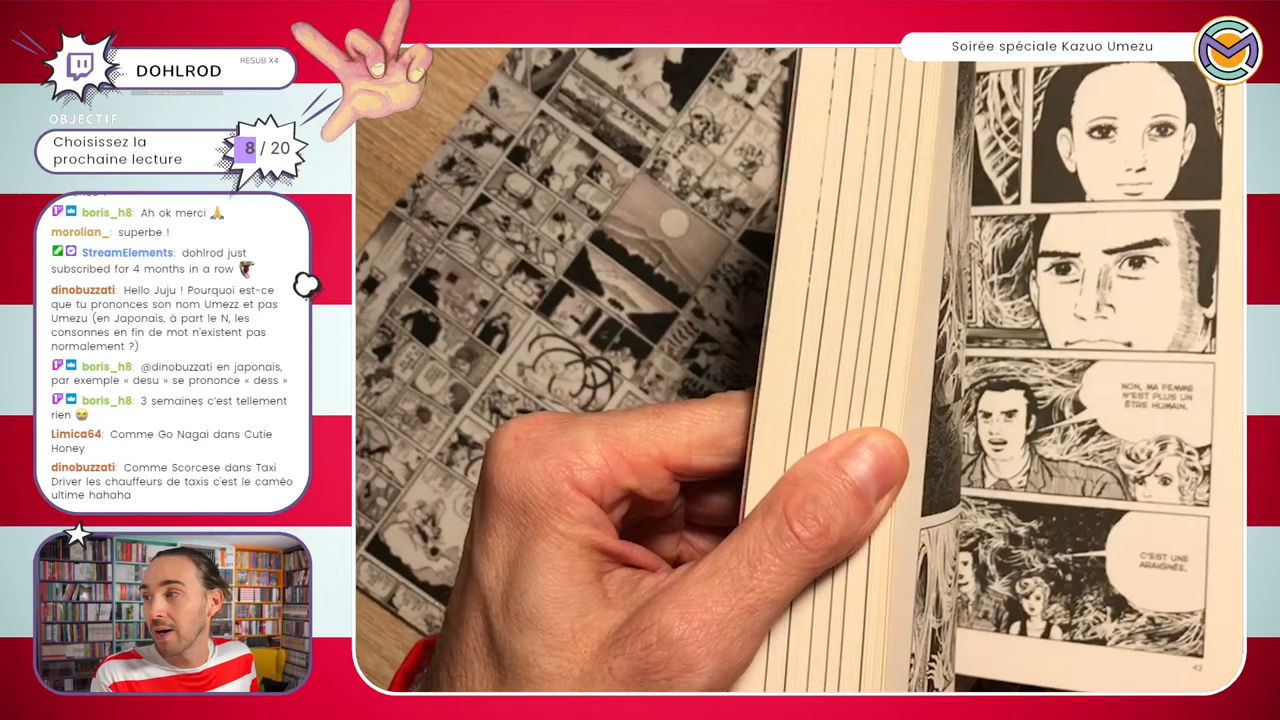 DOHLROD
RESUB X4
OBJECTIF
Choisissez la
prochaine lecture
8 / 20
boris_h8: Ah ok merci 🙏
morolian_: superbe !
StreamElements: dohlrod just
subscribed for 4 months in a row
dinobuzzati: Hello Juju ! Pourquoi est-ce
que tu prononces son nom Umezz et pas
Umezu (en Japonais, à part le N, les
consonnes en fin de mot n'existent pas
normalement ?)
boris_h8: @dinobuzzati en japonais,
par exemple « desu » se prononce « dess »
boris_h8: 3 semaines c'est tellement
rien 😂
Limica64: Comme Go Nagai dans Cutie
Honey
dinobuzzati: Comme Scorcese dans Taxi
Driver les chauffeurs de taxis c'est le caméo
ultime hahaha
Soirée spéciale Kazuo Umezu
NON, MA FEMME
N'EST PLUS UN
ÊTRE HUMAIN.
C'EST UNE
ARAIGNÉE.